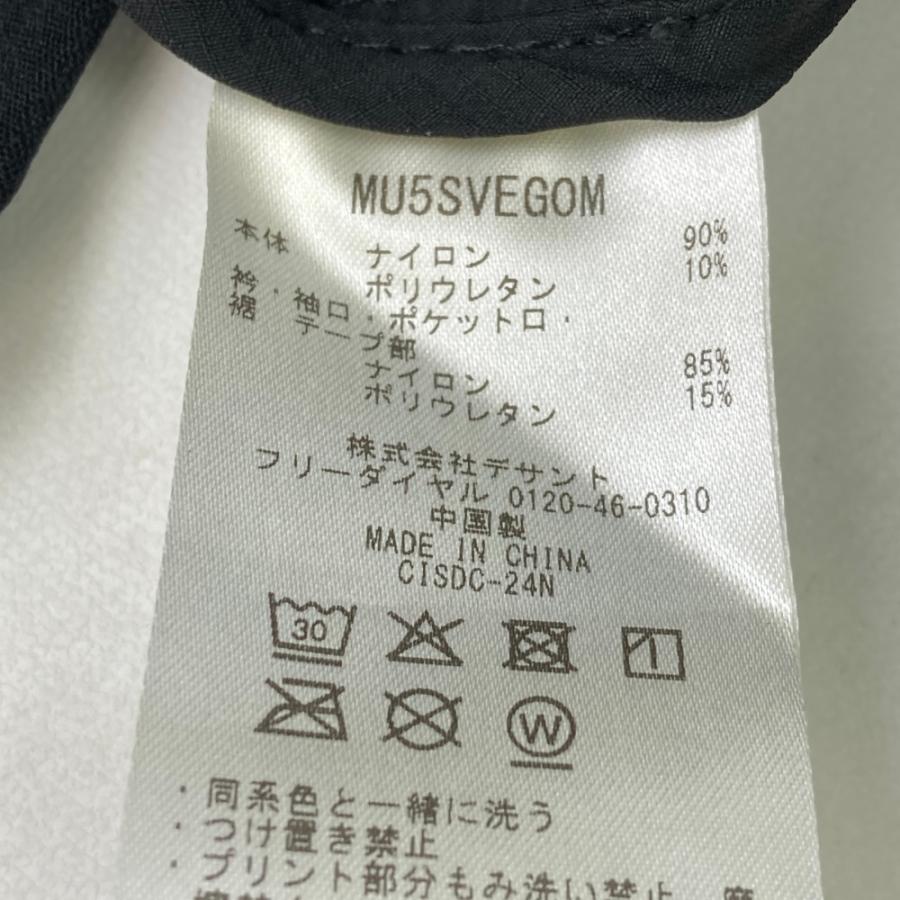 MU5SVEGOM
本体 ナイロン 90%
ポリウレタン 10%
衿・袖口・ポケット口・
裾 テープ部
ナイロン 85%
ポリウレタン 15%
株式会社デサント
フリーダイヤル 0120-46-0310
中国製
MADE IN CHINA
CISDC-24N
30
W
・同系色と一緒に洗う
・つけ置き禁止
・プリント部分もみ洗い禁止